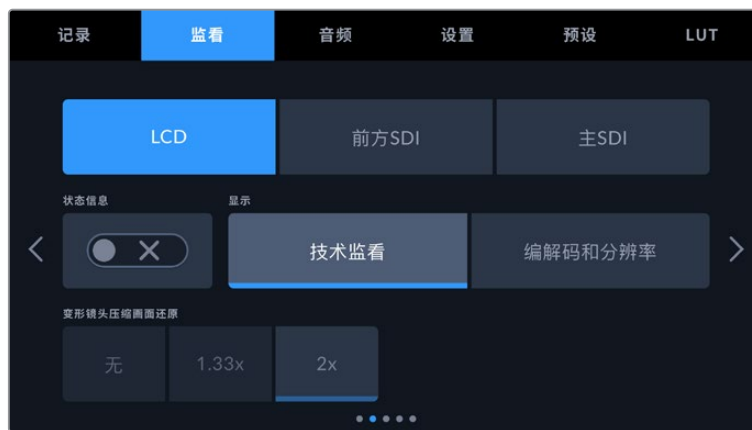 记录 监看 音频 设置 预设 LUT
LCD 前方SDI 主SDI
状态信息 显示
技术监看 编解码和分辨率
变形镜头压缩画面还原
无 1.33x 2x